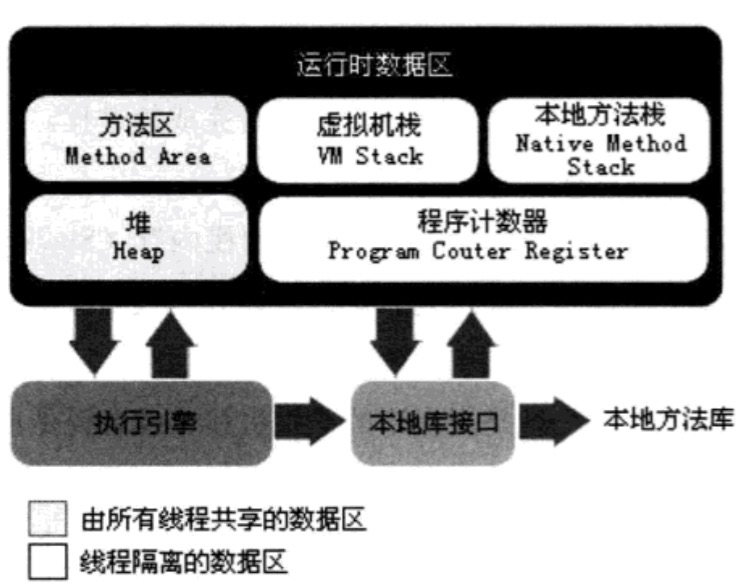 运行时数据区
方法区
Method Area
虚拟机栈
VM Stack
本地方法栈
Native Method
Stack
堆
Heap
程序计数器
Program Couter Register
执行引擎
本地库接口
本地方法库
由所有线程共享的数据区
线程隔离的数据区